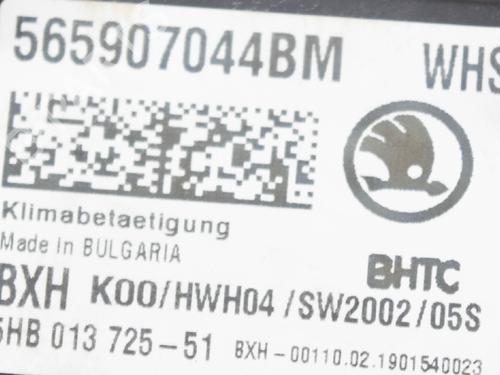 565907044BM WHS
Klimabetaetigung
Made In BULGARIA
BHTC
BXH K00/HWH04/SW2002/05S
5HB 013 725-51 BXH-00110.02.1901540023